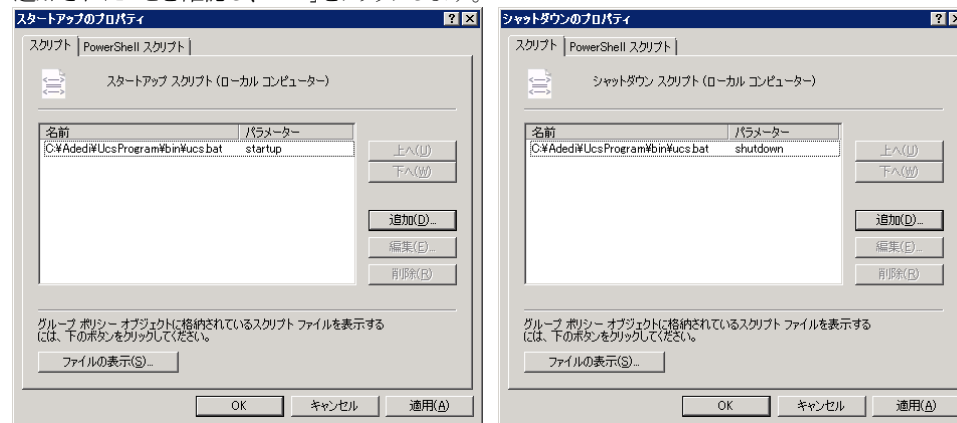 スタートアップのプロパティ
スクリプト PowerShell スクリプト
スタートアップ スクリプト (ローカル コンピューター)
名前 パラメーター
C:¥Adedi¥UcsProgram¥bin¥ucs.bat startup
上へ(U)
下へ(W)
追加(D)...
編集(E)...
削除(R)
グループ ポリシー オブジェクトに格納されているスクリプト ファイルを表示する
には、下のボタンをクリックしてください。
ファイルの表示(S)...
OK キャンセル 適用(A)
シャットダウンのプロパティ
スクリプト PowerShell スクリプト
シャットダウン スクリプト (ローカル コンピューター)
名前 パラメーター
C:¥Adedi¥UcsProgram¥bin¥ucs.bat shutdown
上へ(U)
下へ(W)
追加(D)...
編集(E)...
削除(R)
グループ ポリシー オブジェクトに格納されているスクリプト ファイルを表示する
には、下のボタンをクリックしてください。
ファイルの表示(S)...
OK キャンセル 適用(A)